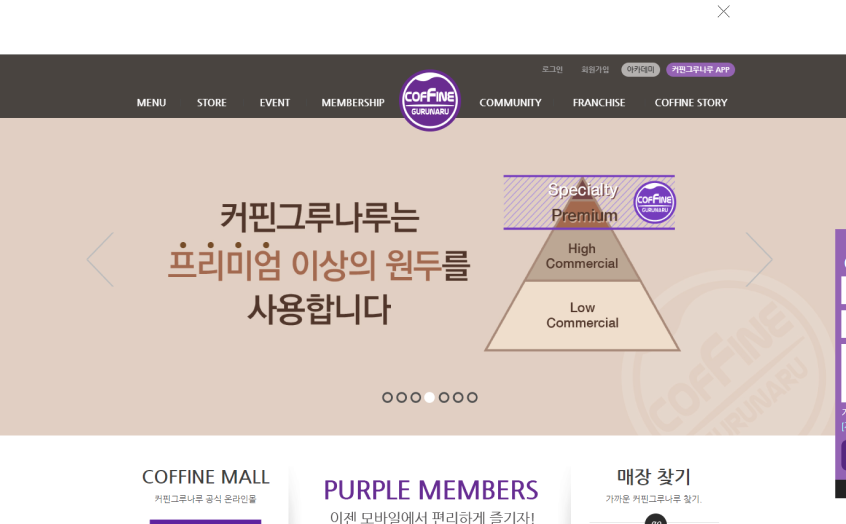 로그인 회원가입 아카데미 커핀그루나루 APP
MENU STORE EVENT MEMBERSHIP COFFINE GURUNARU COMMUNITY FRANCHISE COFFINE STORY
커핀그루나루는
프리미엄 이상의 원두를
사용합니다
Specialty
Premium
COFFINE
GURUNARU
High
Commercial
Low
Commercial
COFFINE
GURUNARU
COFFINE MALL
커핀그루나루 공식 온라인몰
PURPLE MEMBERS
이젠 모바일에서 편리하게 즐기자!
매장 찾기
가까운 커핀그루나루 찾기.